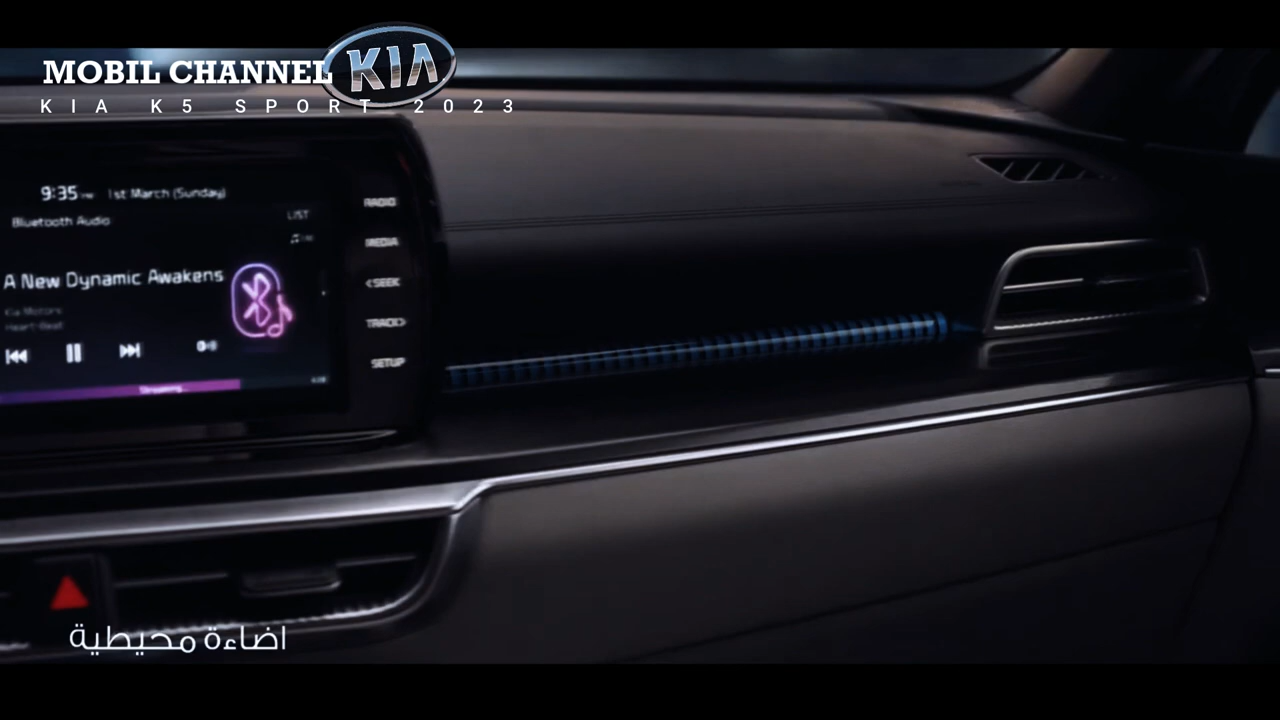 MOBIL CHANNEL
KIA
KIA K5 SPORT 2023
9:35 1st March (Sunday)
Bluetooth Audio
LIST
A New Dynamic Awakens
Kia Motors
Heart-Beat
RADIO
MEDIA
<SEEK
TRACK>
SETUP
اضاءة محيطية